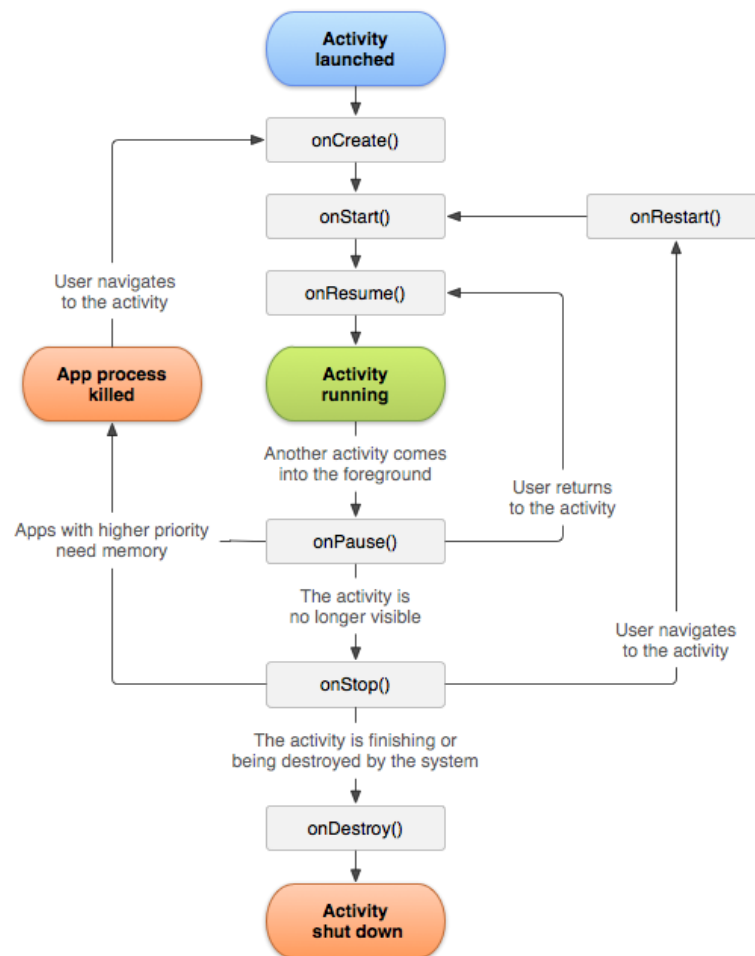 Activity
launched
onCreate()
onStart()
onRestart()
User navigates
to the activity
onResume()
App process
killed
Activity
running
Another activity comes
into the foreground
User returns
to the activity
Apps with higher priority
need memory
onPause()
The activity is
no longer visible
User navigates
to the activity
onStop()
The activity is finishing or
being destroyed by the system
onDestroy()
Activity
shut down